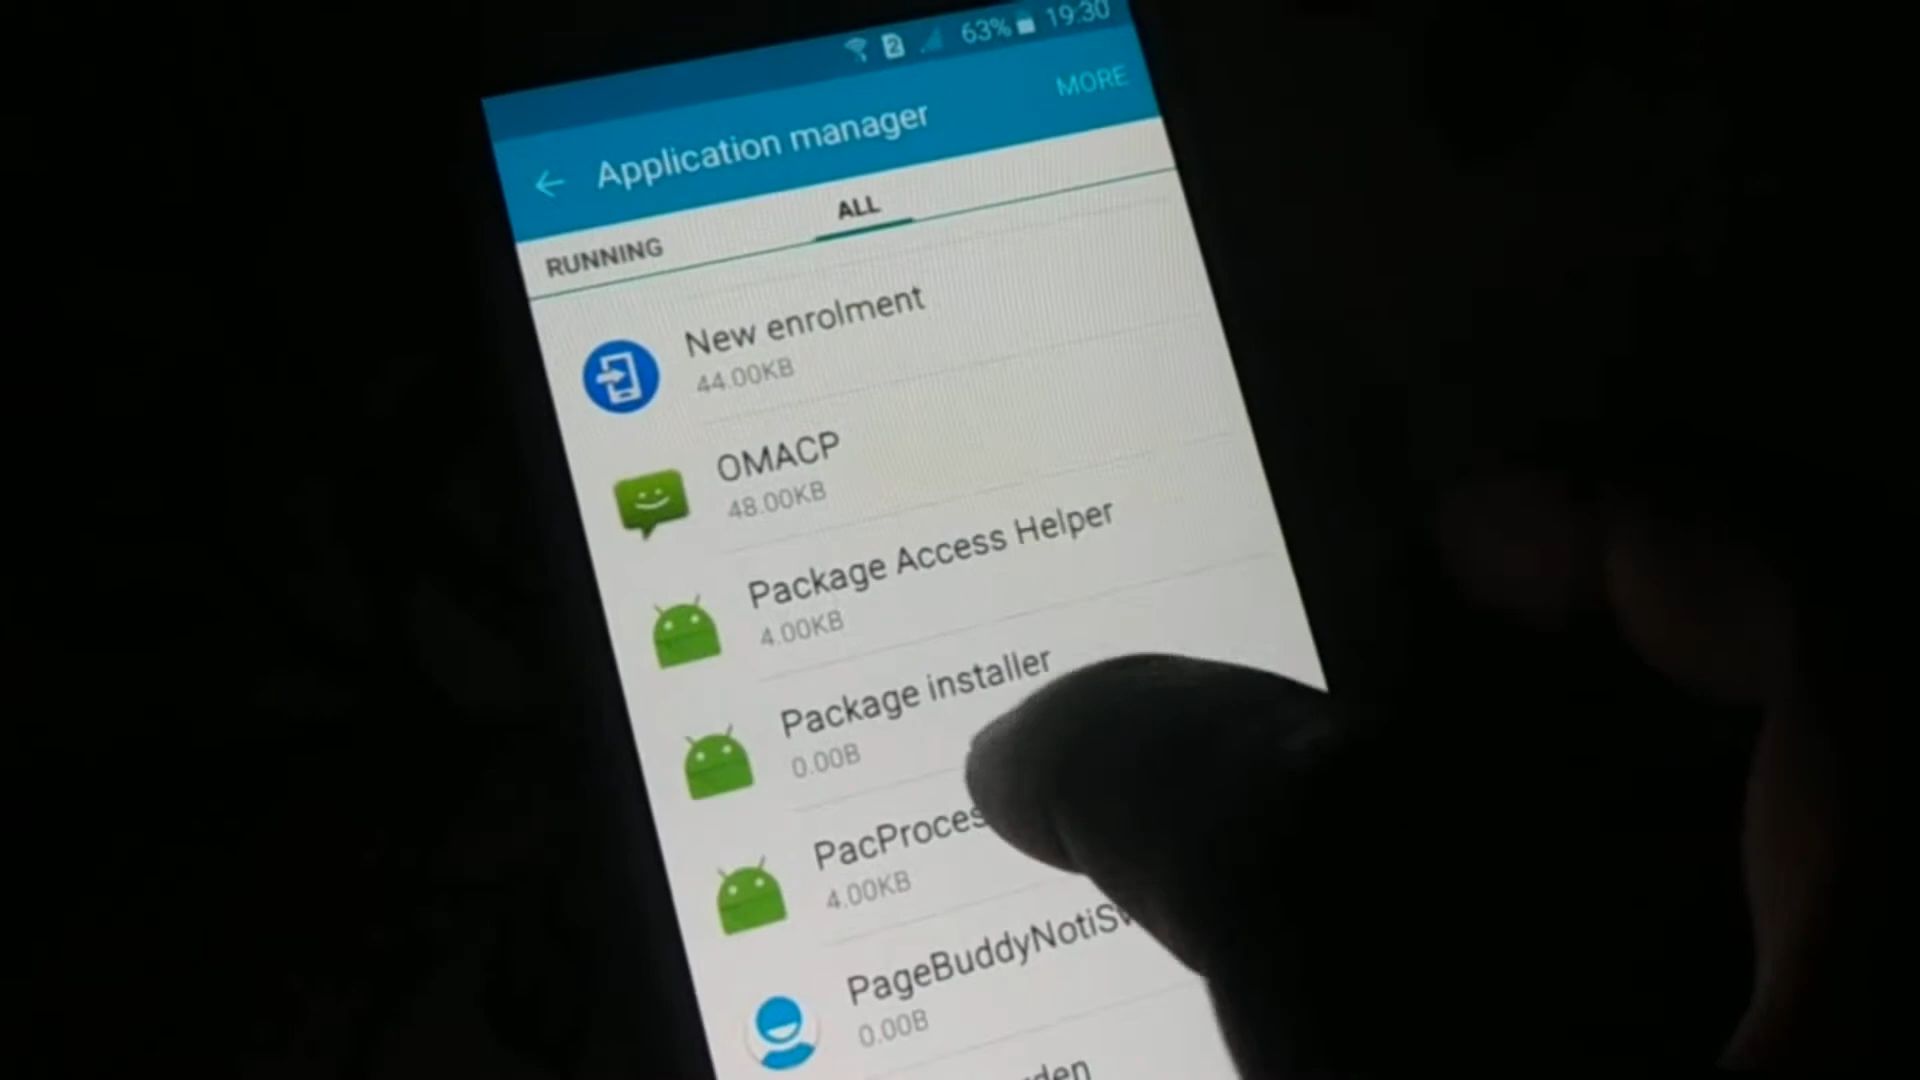 2 63% 19:30
Application manager MORE
RUNNING ALL
New enrolment
44.00KB
OMACP
48.00KB
Package Access Helper
4.00KB
Package installer
0.00B
4.00KB
0.00B